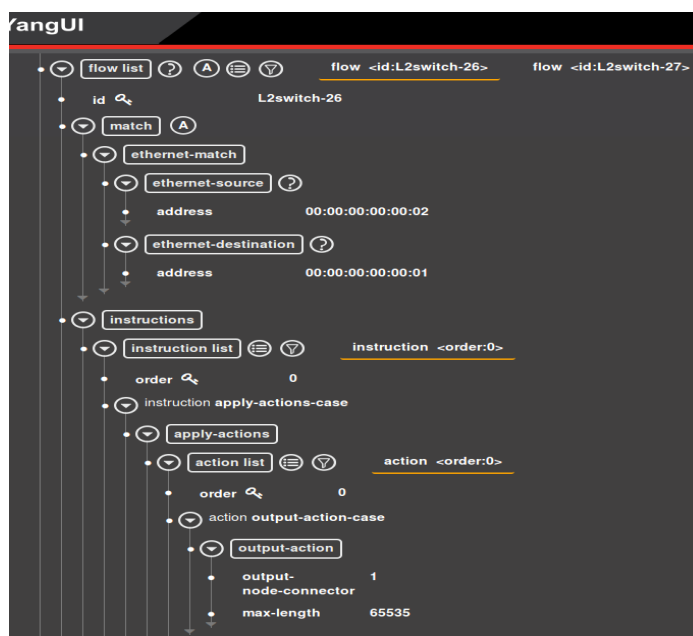 YangUI
flow list ? A flow <id:L2switch-26> flow <id:L2switch-27>
id L2switch-26
match A
ethernet-match
ethernet-source ?
address 00:00:00:00:00:02
ethernet-destination ?
address 00:00:00:00:00:01
instructions
instruction list instruction <order:0>
order 0
instruction apply-actions-case
apply-actions
action list action <order:0>
order 0
action output-action-case
output-action
output- 1
node-connector
max-length 65535